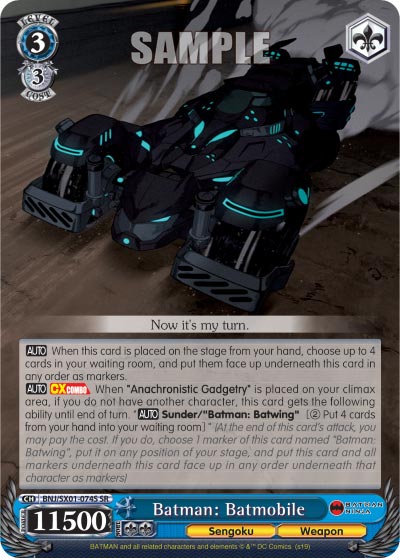 LEVEL
3
3
COST
SAMPLE
Now it's my turn.
AUTO When this card is placed on the stage from your hand, choose up to 4
cards in your waiting room, and put them face up underneath this card
in any order as markers.
AUTO CX COMBO When "Anachronistic Gadgetry" is placed on your climax
area, if you do not have another character, this card gets the following
ability until end of turn. "AUTO Sunder/"Batman: Batwing" [② Put 4 cards
from your hand into your waiting room]" (At the end of this card's attack, you
may pay the cost. If you do, choose 1 marker of this card named "Batman:
Batwing", put it on any position of your stage, and put this card and all
markers underneath this card face up in any order underneath that
character as markers)
CH BNJ/SX01-074S SR
POWER
11500
SOUL
Batman: Batmobile
BATMAN
NINJA
Sengoku Weapon
BATMAN and all related characters and elements © & ™ DC Comics. (s19)